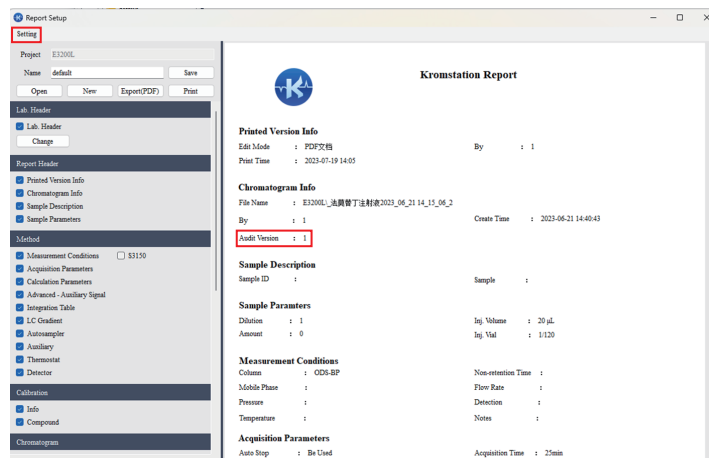 Report Setup
Setting
Project E3200L
Name default Save
Open New Export(PDF) Print
Lab. Header
Lab. Header
Change
Report Header
Printed Version Info
Chromatogram Info
Sample Description
Sample Parameters
Method
Measurement Conditions S3150
Acquisition Parameters
Calculation Parameters
Advanced - Auxiliary Signal
Integration Table
LC Gradient
Autosampler
Auxiliary
Thermostat
Detector
Calibration
Info
Compound
Chromatogram
K
Kromstation Report
Printed Version Info
Edit Mode : PDF文档 By : 1
Print Time : 2023-07-19 14:05
Chromatogram Info
File Name : E3200L\_法莫替丁注射液2023_06_21 14_15_06_2
By : 1 Create Time : 2023-06-21 14:40:43
Audit Version : 1
Sample Description
Sample ID : Sample :
Sample Paramters
Dilution : 1 Inj. Volume : 20 μL
Amount : 0 Inj. Vial : 1/120
Measurement Conditions
Column : ODS-BP Non-retention Time :
Mobile Phase : Flow Rate :
Pressure : Detection :
Temperature : Notes :
Acquisition Parameters
Auto Stop : Be Used Acquisition Time : 25min